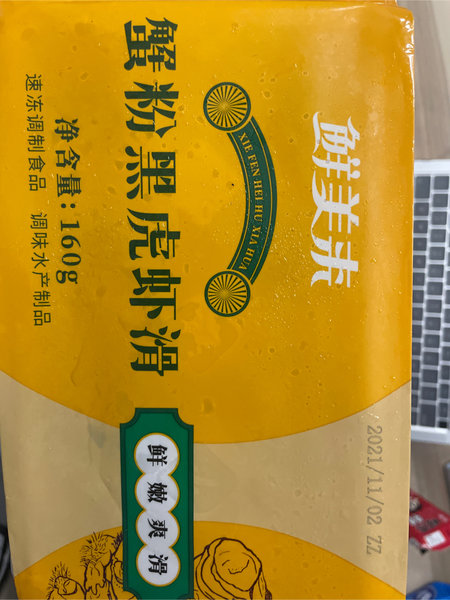 鲜美来
XIE FEN HEI HU XIA HUA
蟹粉黑虎虾滑
净含量:160g
速冻调制食品 调味水产制品
鲜嫩爽滑
2021/11/02 ZZ